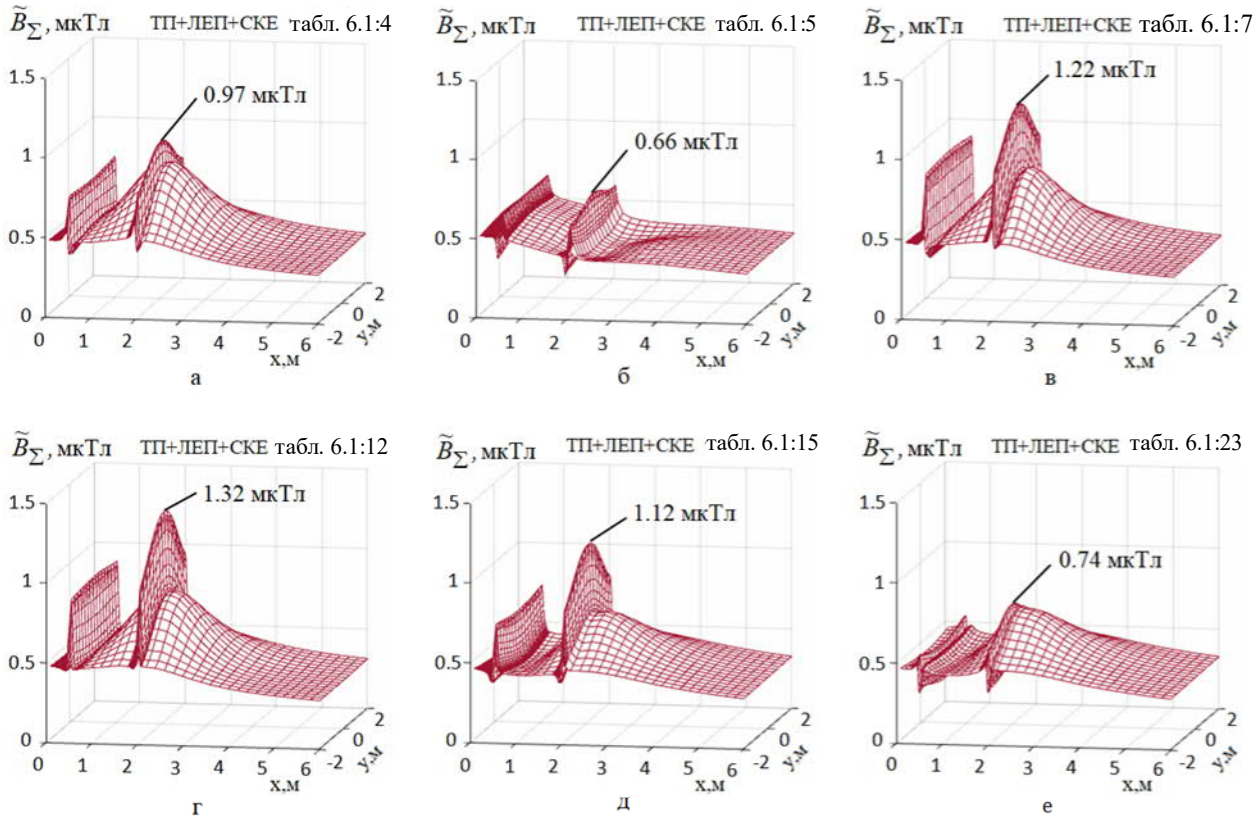 B̃Σ, мкТл ТП+ЛЕП+СКЕ табл. 6.1:4
1.5
0.97 мкТл
1
0.5
0
0 1 2 3 4 5 6
-2 0 2
х,м
у,м
а
B̃Σ, мкТл ТП+ЛЕП+СКЕ табл. 6.1:5
1.5
1
0.66 мкТл
0.5
0
0 1 2 3 4 5 6
-2 0 2
х,м
у,м
б
B̃Σ, мкТл ТП+ЛЕП+СКЕ табл. 6.1:7
1.5
1.22 мкТл
1
0.5
0
0 1 2 3 4 5 6
-2 0 2
х,м
у,м
в
B̃Σ, мкТл ТП+ЛЕП+СКЕ табл. 6.1:12
1.5
1.32 мкТл
1
0.5
0
0 1 2 3 4 5 6
-2 0 2
х,м
у,м
г
B̃Σ, мкТл ТП+ЛЕП+СКЕ табл. 6.1:15
1.5
1.12 мкТл
1
0.5
0
0 1 2 3 4 5 6
-2 0 2
х,м
у,м
д
B̃Σ, мкТл ТП+ЛЕП+СКЕ табл. 6.1:23
1.5
1
0.74 мкТл
0.5
0
0 1 2 3 4 5 6
-2 0 2
х,м
у,м
е